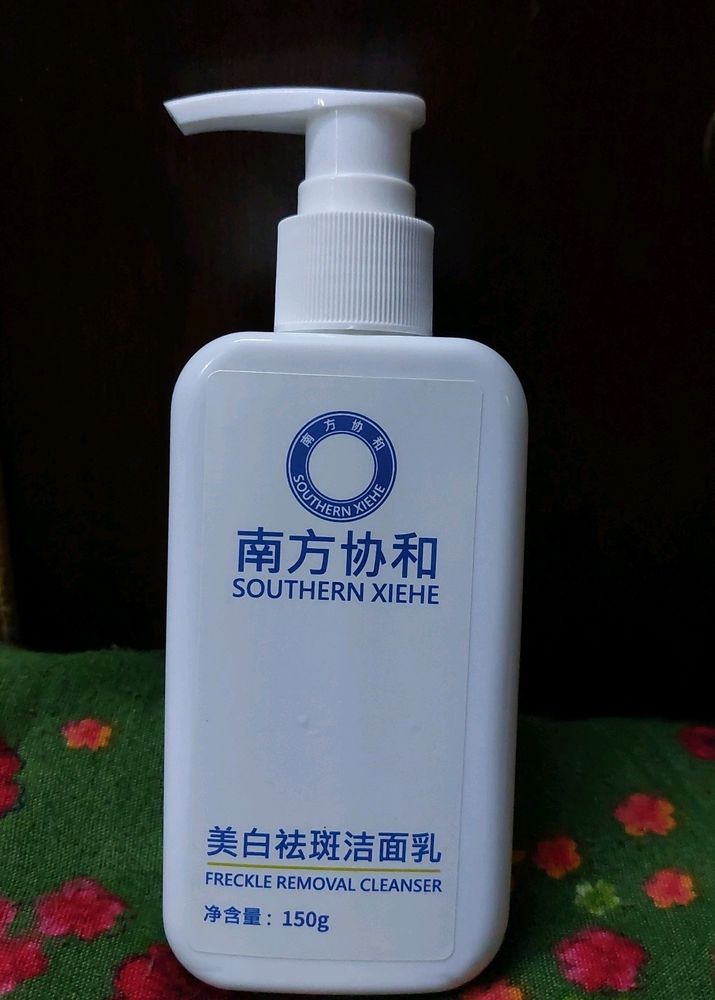 南方协和
SOUTHERN XIEHE
南方协和
SOUTHERN XIEHE
美白祛斑洁面乳
FRECKLE REMOVAL CLEANSER
净含量：150g